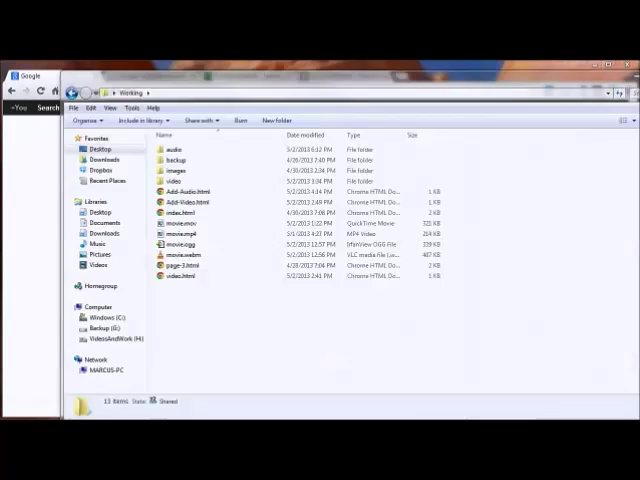 Google
Working
+You Search
File Edit View Tools Help
Organize Include in library Share with Burn New folder
Name Date modified Type Size
Favorites
Desktop
Downloads
Dropbox
Recent Places
Libraries
Desktop
Documents
Downloads
Music
Pictures
Videos
Homegroup
Computer
Windows (C:)
Backup (E:)
VideosAndWork (H:)
Network
MARCUS-PC
audio 5/2/2013 6:12 PM File folder
backup 4/26/2013 7:40 PM File folder
images 4/30/2013 2:34 PM File folder
video 5/2/2013 3:34 PM File folder
Add-Audio.html 5/2/2013 4:14 PM Chrome HTML Do... 1 KB
Add-Video.html 5/2/2013 2:49 PM Chrome HTML Do... 1 KB
index.html 4/30/2013 7:08 PM Chrome HTML Do... 2 KB
movie.mov 5/2/2013 1:22 PM QuickTime Movie 321 KB
movie.mp4 5/1/2013 4:27 PM MP4 Video 214 KB
movie.ogg 5/2/2013 12:57 PM IrfanView OGG File 339 KB
movie.webm 5/2/2013 12:56 PM VLC media file (.w... 407 KB
page-3.html 4/28/2013 7:04 PM Chrome HTML Do... 2 KB
video.html 5/2/2013 2:41 PM Chrome HTML Do... 1 KB
13 items State: Shared